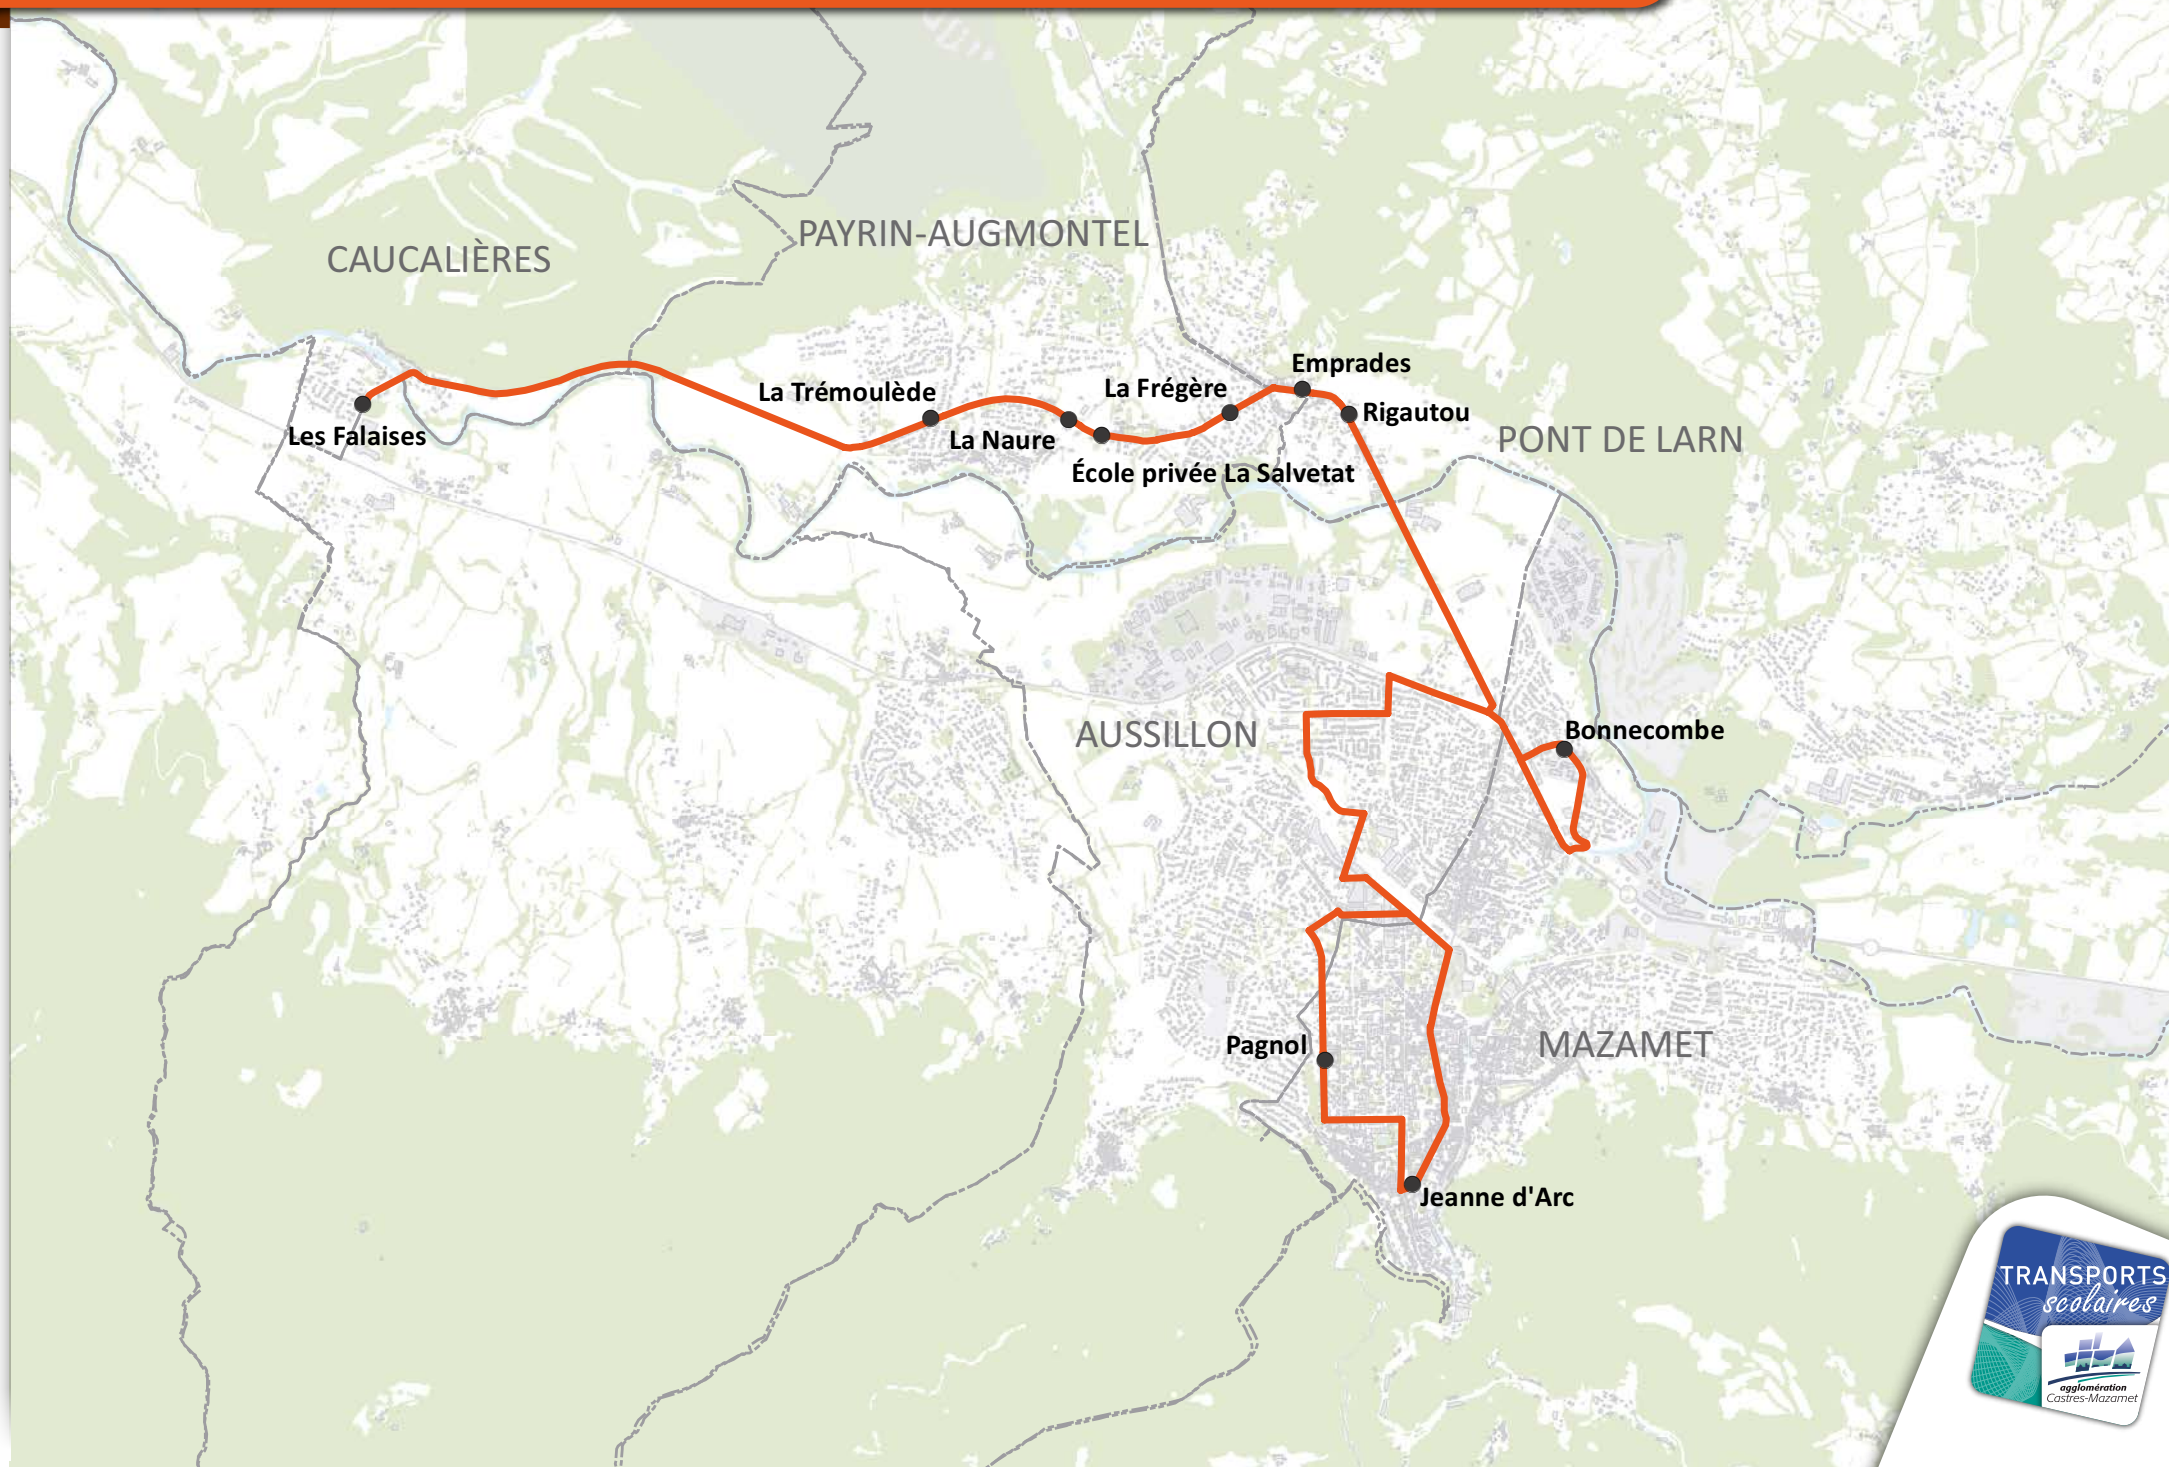 PAYRIN-AUGMONTEL
CAUCALIÈRES
Emprades
La Trémoulède
La Frégère
Rigautou
Les Falaises
La Naure
PONT DE LARN
École privée La Salvetat
AUSSILLON
Bonnecombe
Pagnol
MAZAMET
Jeanne d'Arc
TRANSPORTS
scolaires
agglomération
Castres-Mazamet